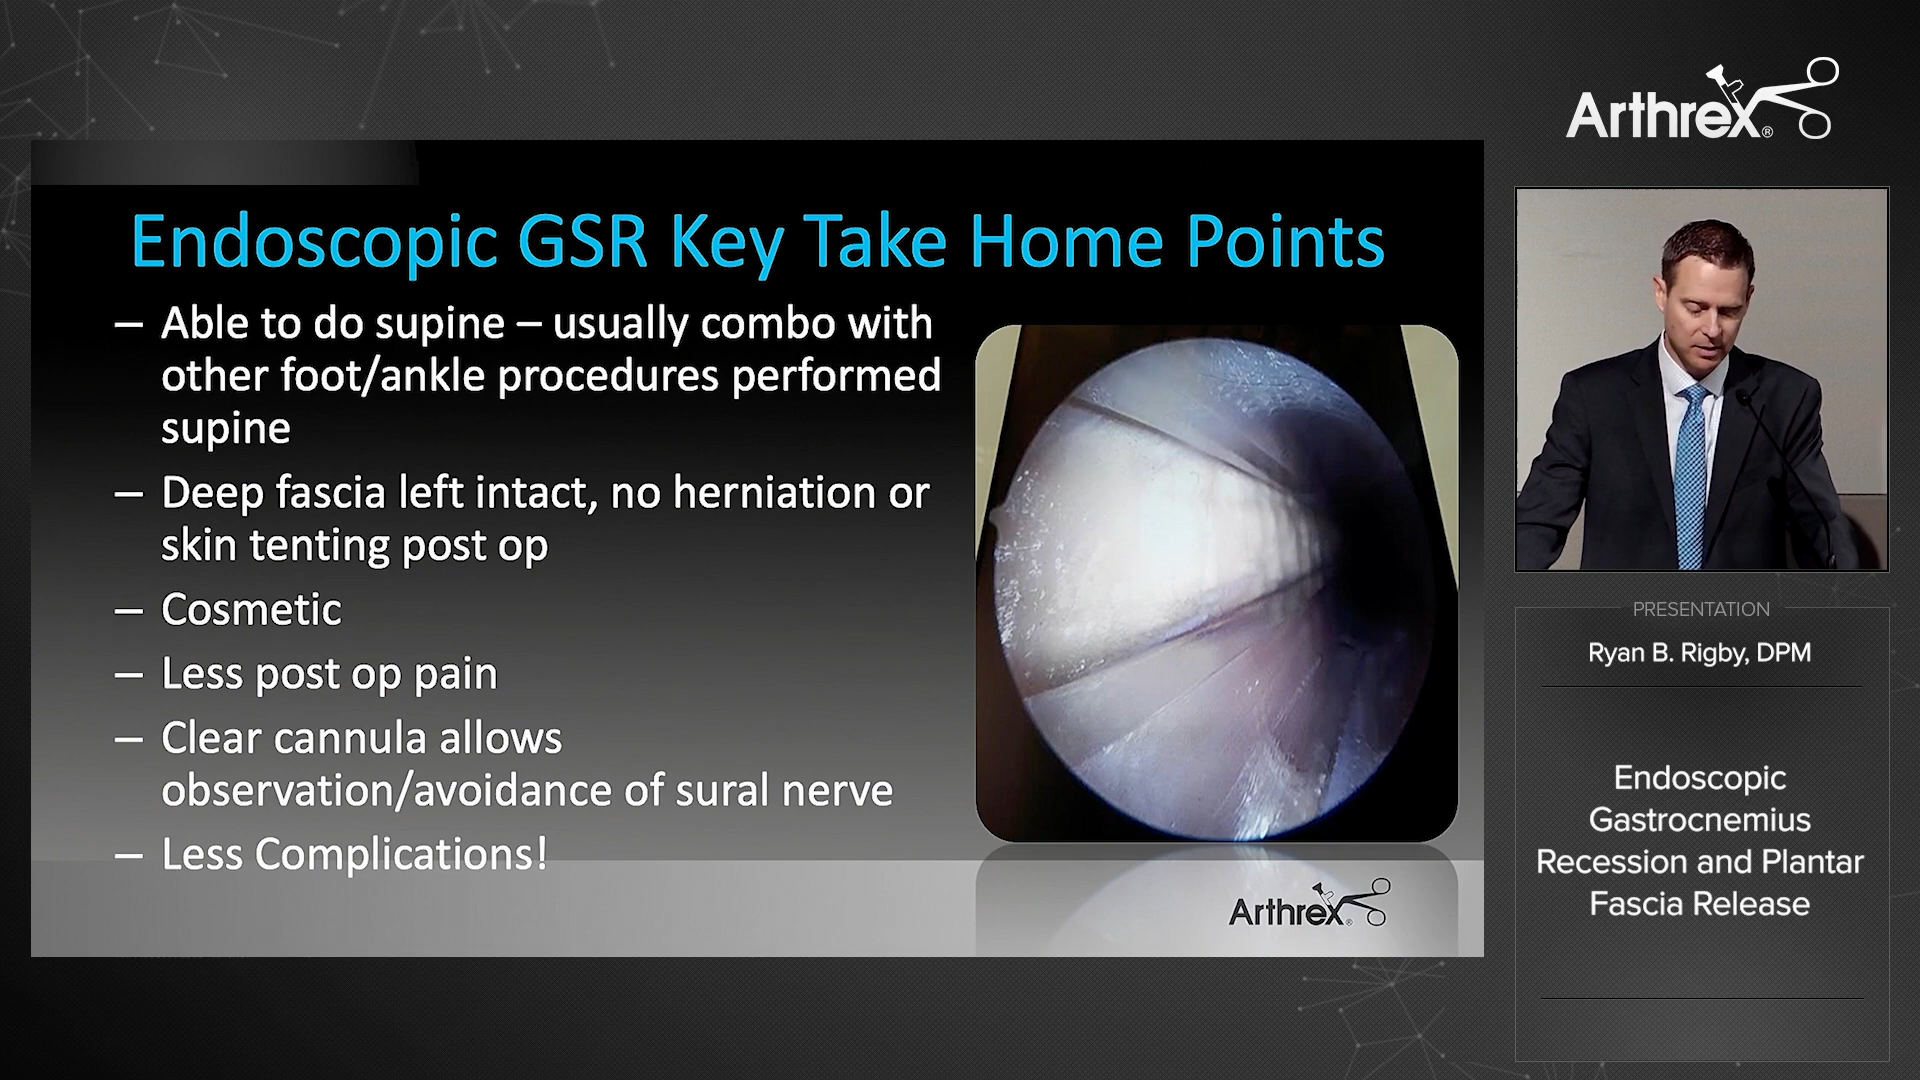 Arthrex®
Endoscopic GSR Key Take Home Points
– Able to do supine – usually combo with
other foot/ankle procedures performed
supine
– Deep fascia left intact, no herniation or
skin tenting post op
– Cosmetic
– Less post op pain
– Clear cannula allows
observation/avoidance of sural nerve
– Less Complications!
Arthrex®
PRESENTATION
Ryan B. Rigby, DPM
Endoscopic
Gastrocnemius
Recession and Plantar
Fascia Release